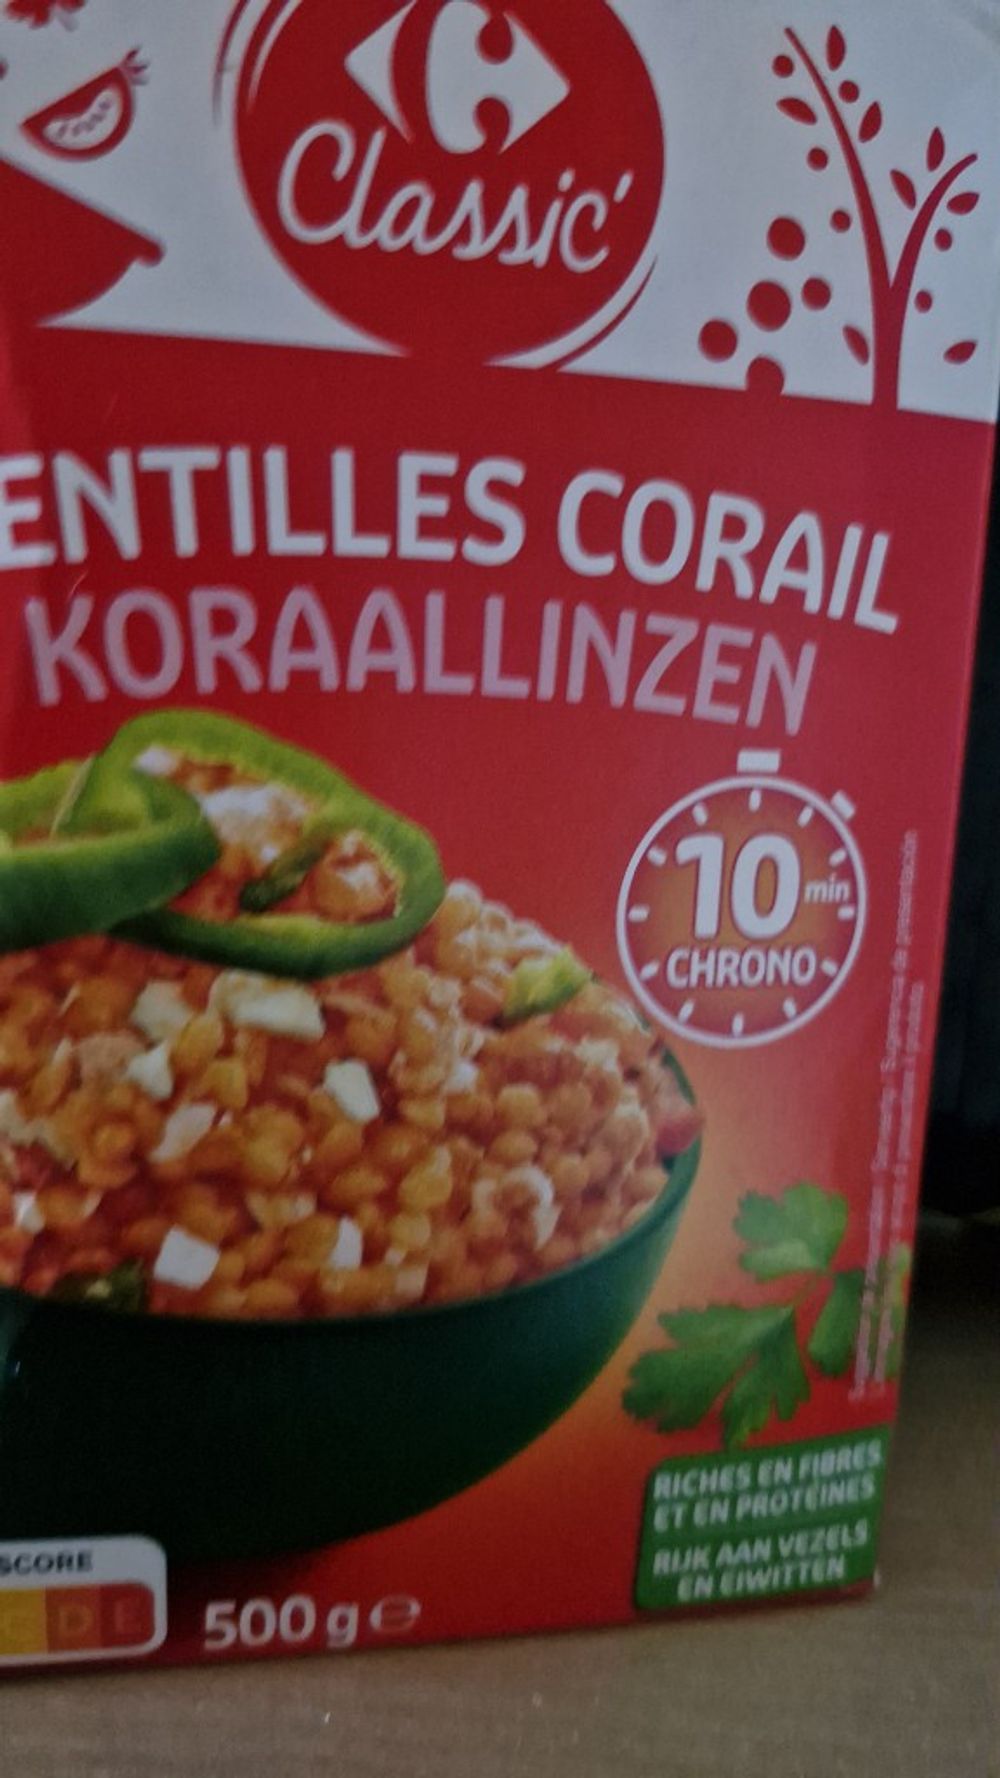 Classic'
ENTILLES CORAIL
KORAALLINZEN
10 min
CHRONO
RICHES EN FIBRES
ET EN PROTÉINES
RIJK AAN VEZELS
EN EIWITTEN
SCORE
C D E
500 g e